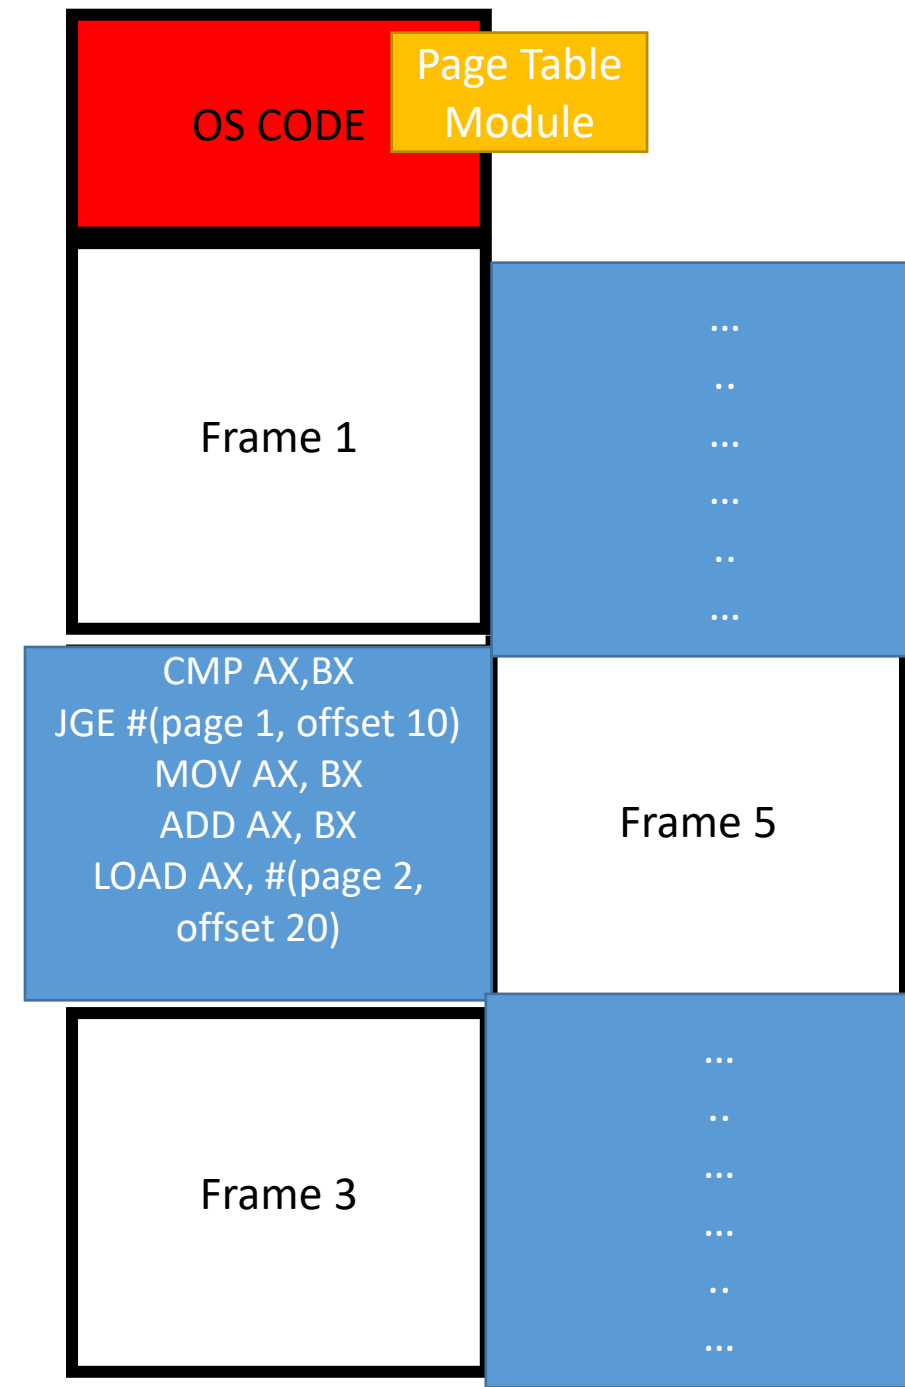 OS CODE
Page Table
Module
Frame 1
...
..
...
...
..
...
CMP AX,BX
JGE #(page 1, offset 10)
MOV AX, BX
ADD AX, BX
LOAD AX, #(page 2,
offset 20)
Frame 5
Frame 3
...
..
...
...
..
...